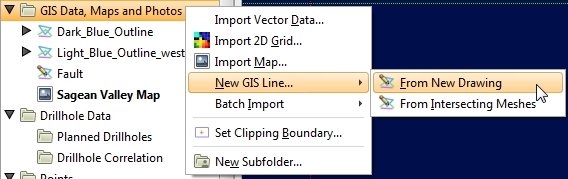 GIS Data, Maps and Photos
Dark_Blue_Outline
Light_Blue_Outline_west
Fault
Sagean Valley Map
Drillhole Data
Planned Drillholes
Drillhole Correlation
Points
Import Vector Data...
Import 2D Grid...
Import Map...
New GIS Line...
Batch Import
Set Clipping Boundary...
New Subfolder...
From New Drawing
From Intersecting Meshes